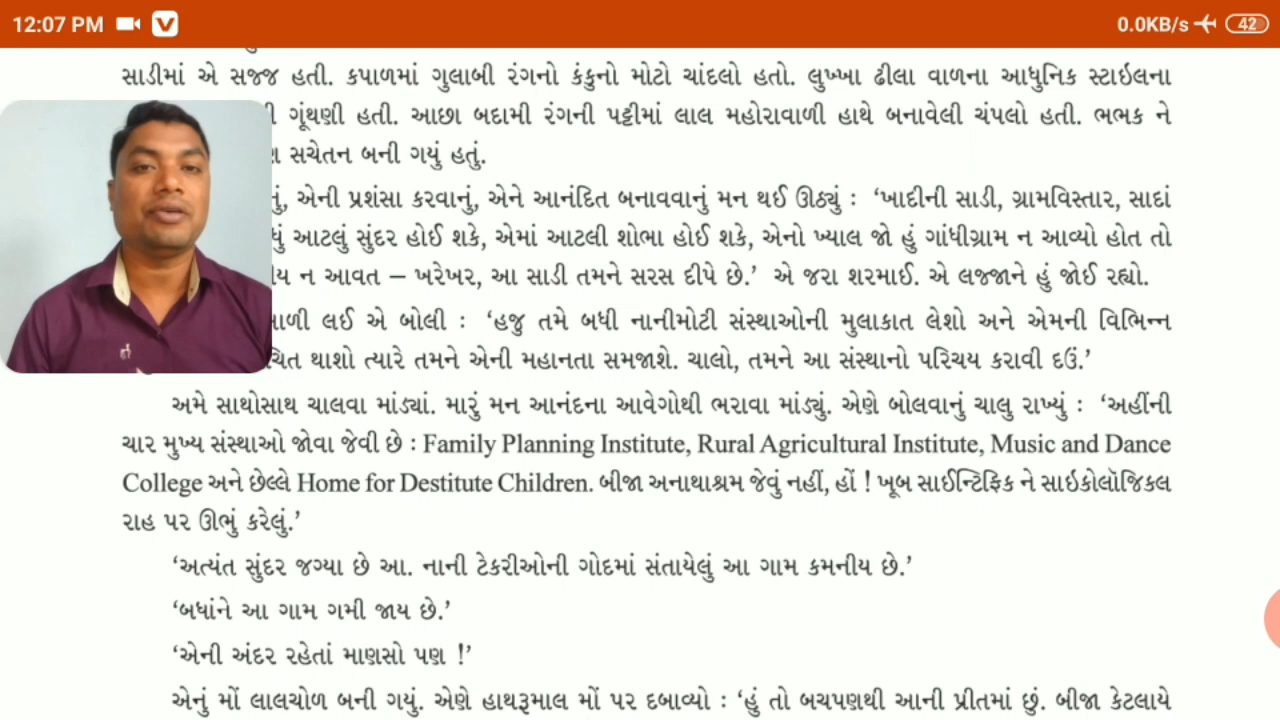 12:07 PM
0.0KB/s 42
સાડીમાં એ સજ્જ હતી. કપાળમાં ગુલાબી રંગનો કંકુનો મોટો ચાંદલો હતો. લુખ્ખા ઢીલા વાળના આધુનિક સ્ટાઇલના
ગૂંથણી હતી. આછા બદામી રંગની પટ્ટીમાં લાલ મહોરાવાળી હાથે બનાવેલી ચંપલો હતી. ભભક ને
સચેતન બની ગયું હતું.
એની પ્રશંસા કરવાનું, એને આનંદિત બનાવવાનું મન થઈ ઊઠ્યું : ‘ખાદીની સાડી, ગ્રામવિસ્તાર, સાદાં
આટલું સુંદર હોઈ શકે, એમાં આટલી શોભા હોઈ શકે, એનો ખ્યાલ જો હું ગાંધીગ્રામ ન આવ્યો હોત તો
ન આવત – ખરેખર, આ સાડી તમને સરસ દીપે છે.’ એ જરા શરમાઈ. એ લજ્જાને હું જોઈ રહ્યો.
લઈ એ બોલી : ‘હજુ તમે બધી નાનીમોટી સંસ્થાઓની મુલાકાત લેશો અને એમની વિભિન્ન
થાશો ત્યારે તમને એની મહાનતા સમજાશે. ચાલો, તમને આ સંસ્થાનો પરિચય કરાવી દઉં.’
અમે સાથોસાથ ચાલવા માંડ્યાં. મારું મન આનંદના આવેગોથી ભરાવા માંડ્યું. એણે બોલવાનું ચાલુ રાખ્યું : ‘અહીંની
ચાર મુખ્ય સંસ્થાઓ જોવા જેવી છે : Family Planning Institute, Rural Agricultural Institute, Music and Dance
College અને છેલ્લે Home for Destitute Children. બીજા અનાથાશ્રમ જેવું નહીં, હોં ! ખૂબ સાઈન્ટિફિક ને સાઇકોલૉજિકલ
રાહ પર ઊભું કરેલું.’
‘અત્યંત સુંદર જગ્યા છે આ. નાની ટેકરીઓની ગોદમાં સંતાયેલું આ ગામ કમનીય છે.’
‘બધાંને આ ગામ ગમી જાય છે.’
‘એની અંદર રહેતાં માણસો પણ !’
એનું મોં લાલચોળ બની ગયું. એણે હાથરૂમાલ મોં પર દબાવ્યો : ‘હું તો બચપણથી આની પ્રીતમાં છું. બીજા કેટલાયે